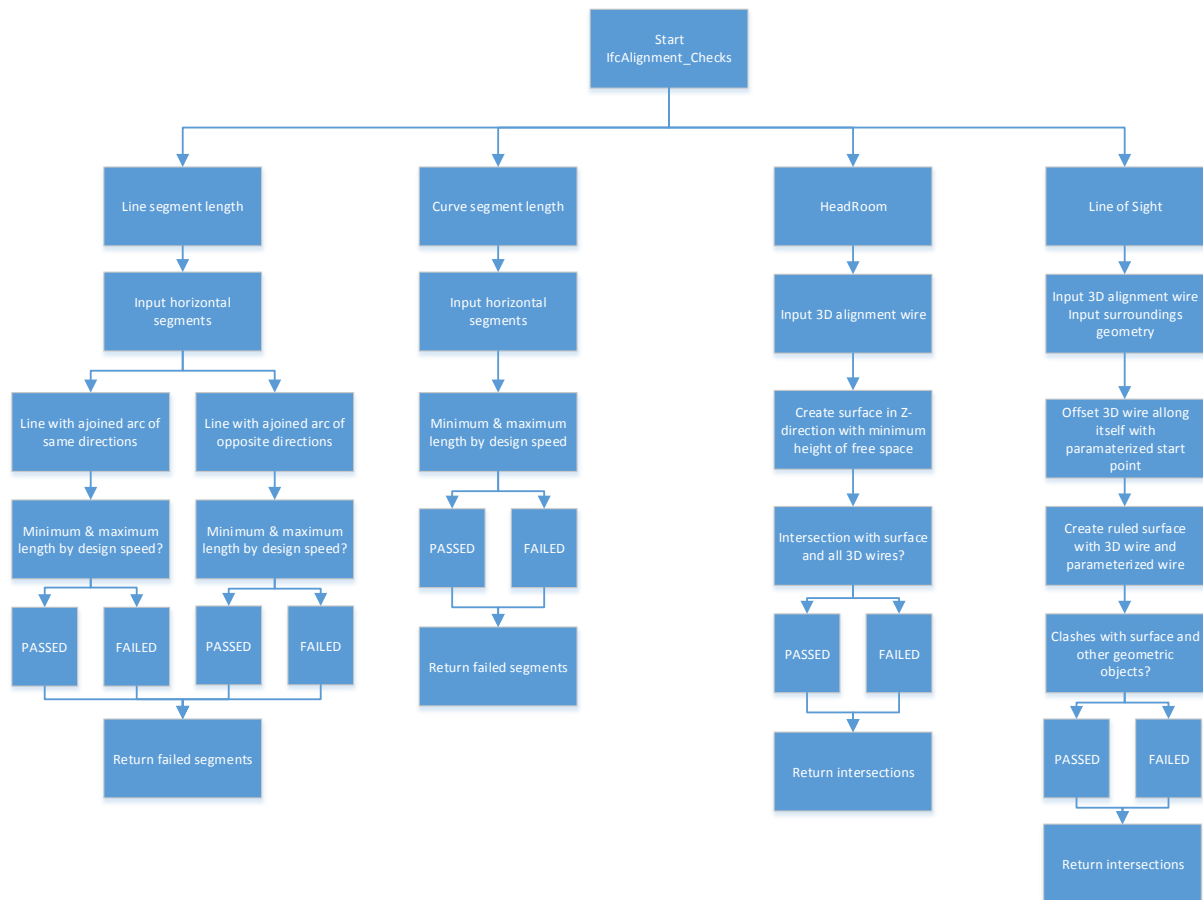 Start
IfcAlignment_Checks
Line segment length
Input horizontal
segments
Line with ajoined arc of
same directions
Line with ajoined arc of
opposite directions
Minimum & maximum
length by design speed?
Minimum & maximum
length by design speed?
PASSED
FAILED
PASSED
FAILED
Return failed segments
Curve segment length
Input horizontal
segments
Minimum & maximum
length by design speed
PASSED
FAILED
Return failed segments
HeadRoom
Input 3D alignment wire
Create surface in Z-
direction with minimum
height of free space
Intersection with surface
and all 3D wires?
PASSED
FAILED
Return intersections
Line of Sight
Input 3D alignment wire
Input surroundings
geometry
Offset 3D wire allong
itself with
paramaterized start
point
Create ruled surface
with 3D wire and
parameterized wire
Clashes with surface and
other geometric
objects?
PASSED
FAILED
Return intersections